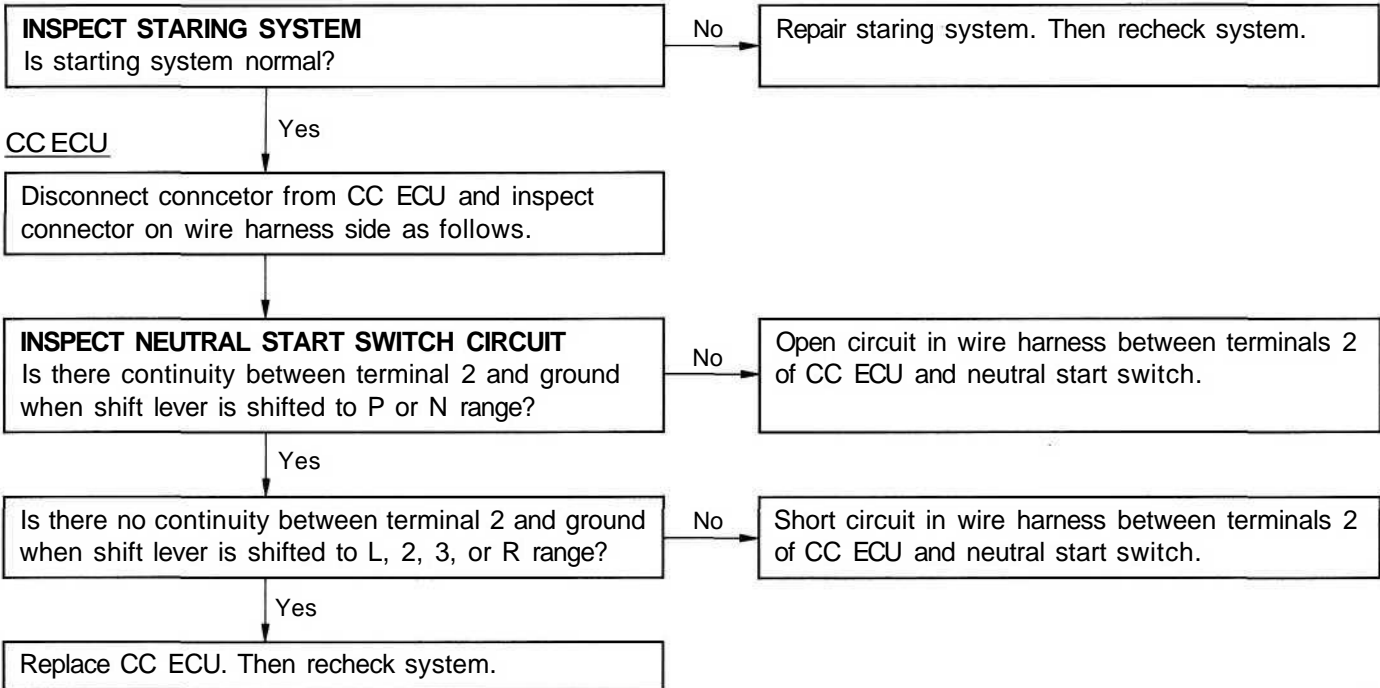 INSPECT STARING SYSTEM
Is starting system normal?
No
Repair staring system. Then recheck system.
Yes
CC ECU
Disconnect conncetor from CC ECU and inspect
connector on wire harness side as follows.
INSPECT NEUTRAL START SWITCH CIRCUIT
Is there continuity between terminal 2 and ground
when shift lever is shifted to P or N range?
No
Open circuit in wire harness between terminals 2
of CC ECU and neutral start switch.
Yes
Is there no continuity between terminal 2 and ground
when shift lever is shifted to L, 2, 3, or R range?
No
Short circuit in wire harness between terminals 2
of CC ECU and neutral start switch.
Yes
Replace CC ECU. Then recheck system.